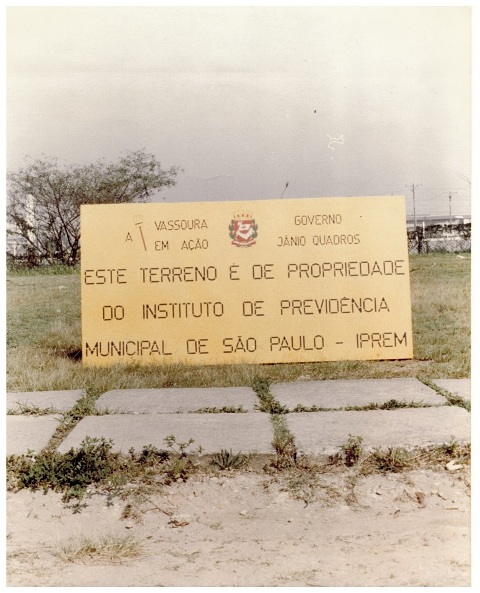 A VASSOURA EM AÇÃO
GOVERNO
JÂNIO QUADROS
ESTE TERRENO É DE PROPRIEDADE
DO INSTITUTO DE PREVIDÊNCIA
MUNICIPAL DE SÃO PAULO - IPREM